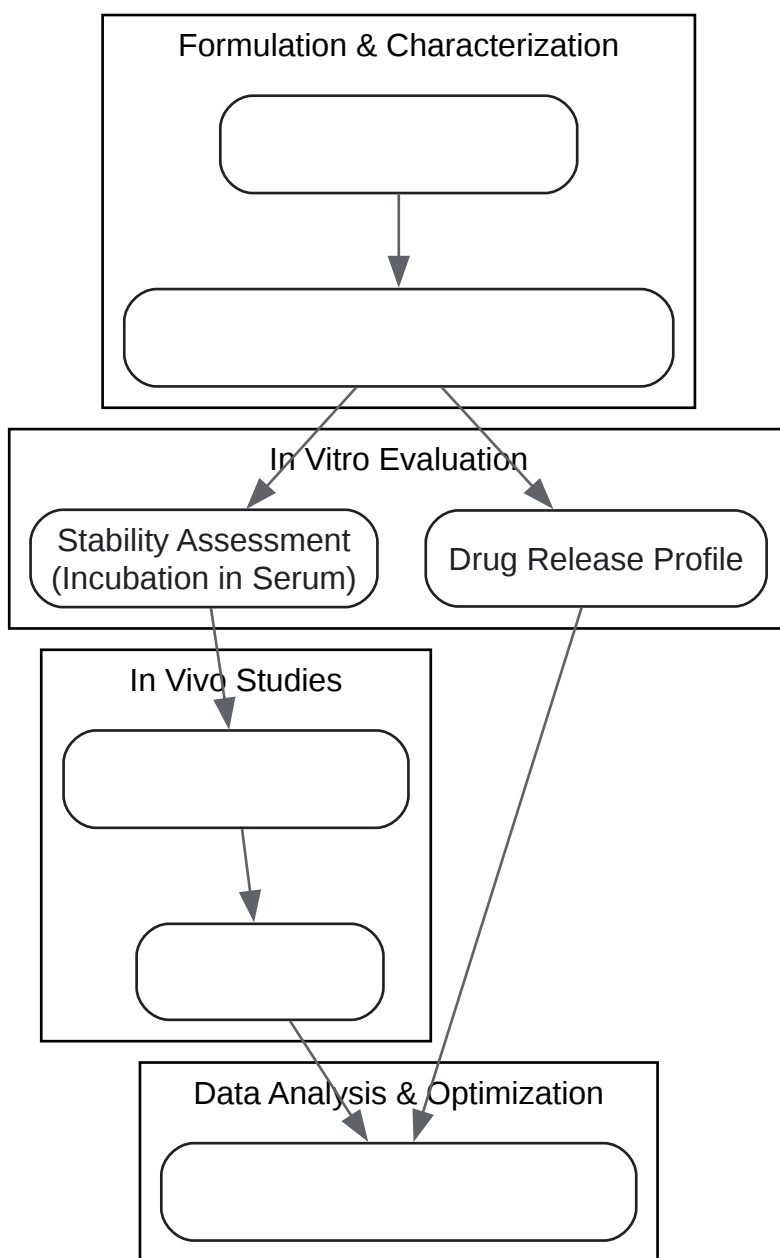 Formulation & Characterization
In Vitro Evaluation
Stability Assessment
(Incubation in Serum)
Drug Release Profile
In Vivo Studies
Data Analysis & Optimization